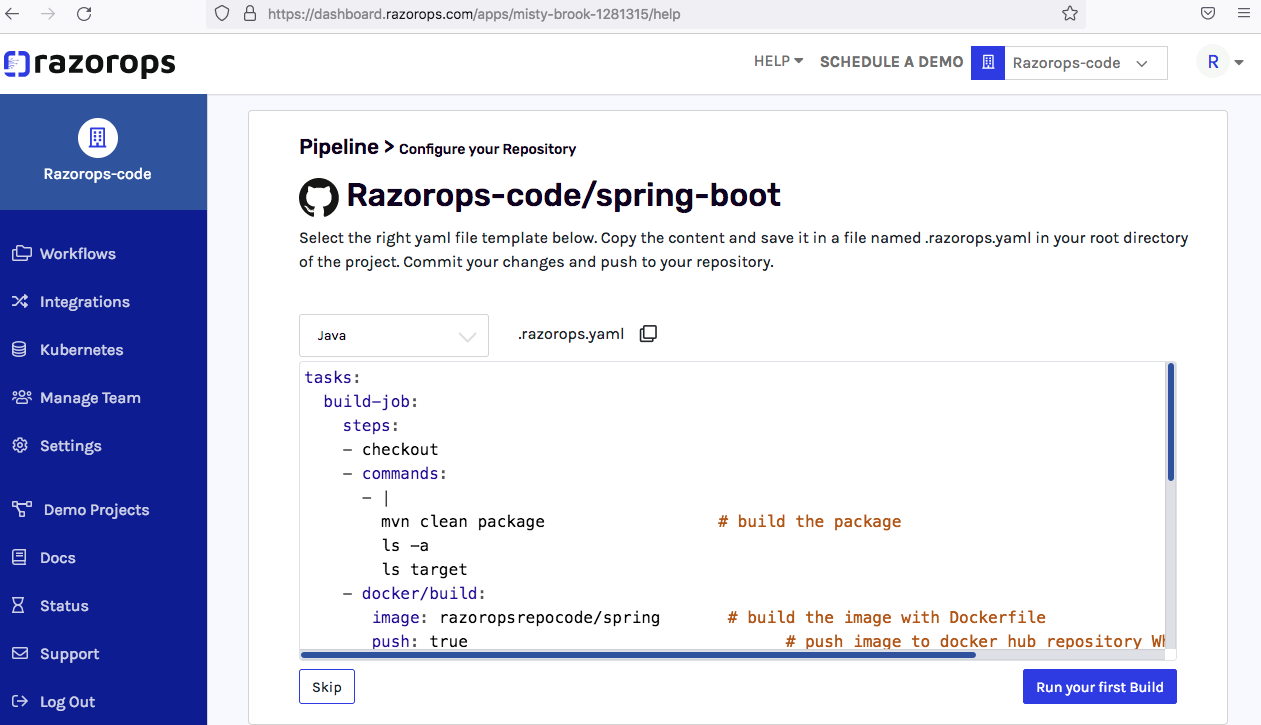 https://dashboard.razorops.com/apps/misty-brook-1281315/help
razorops
HELP
SCHEDULE A DEMO
Razorops-code
R
Razorops-code
Workflows
Integrations
Kubernetes
Manage Team
Settings
Demo Projects
Docs
Status
Support
Log Out
Pipeline > Configure your Repository
Razorops-code/spring-boot
Select the right yaml file template below. Copy the content and save it in a file named .razorops.yaml in your root directory
of the project. Commit your changes and push to your repository.
Java
.razorops.yaml
tasks:
build-job:
steps:
- checkout
- commands:
- |
mvn clean package # build the package
ls -a
ls target
- docker/build:
image: razoropsrepocode/spring # build the image with Dockerfile
push: true # push image to docker hub repository
Skip
Run your first Build